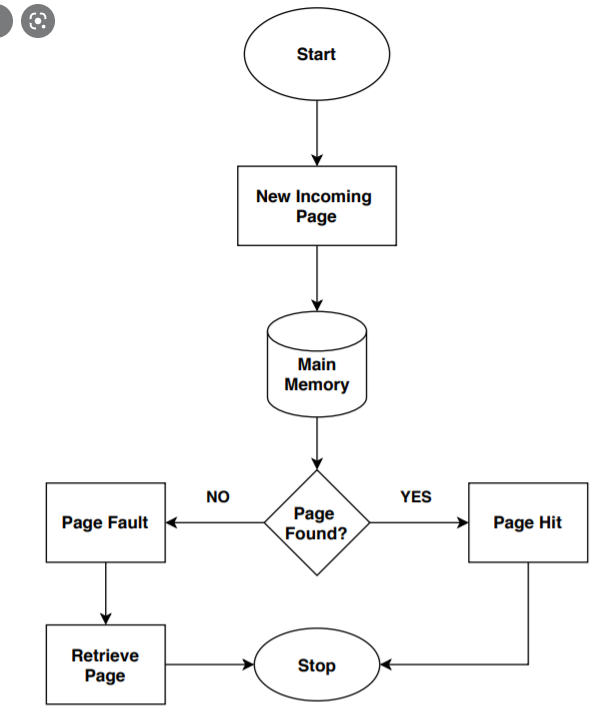 Start
New Incoming
Page
Main
Memory
NO
YES
Page Fault
Page
Found?
Page Hit
Retrieve
Page
Stop